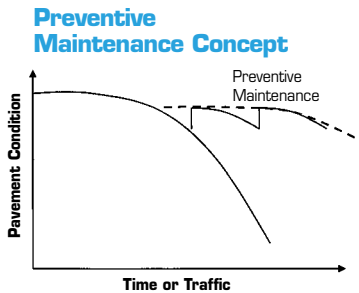 Preventive
Maintenance Concept
Preventive
Maintenance
Pavement Condition
Time or Traffic